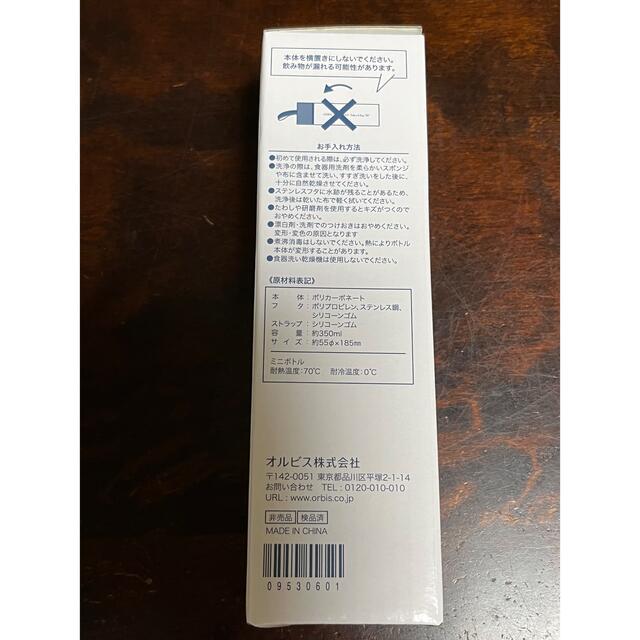 本体を横置きにしないでください。
飲み物が漏れる可能性があります。
お手入れ方法
●初めて使用される際は、必ず洗浄してください。
●洗浄の際は、食器用洗剤を柔らかいスポンジ
や布に含ませて洗い、すすぎ洗いをした後に、
十分に自然乾燥させてください。
●ステンレスフタに水跡が残ることがあるため、
洗浄後は乾いた布で軽く拭いてください。
●たわしや研磨剤を使用するとキズがつくので
おやめください。
●漂白剤・洗剤でのつけおきはおやめください。
変形・変色の原因となります
●煮沸消毒はしないでください。熱によりボトル
本体が変形することがあります。
●食器洗い乾燥機は使用しないでください。
《原材料表記》
本体：ポリカーボネート
フタ：ポリプロピレン、ステンレス鋼、
シリコーンゴム
ストラップ：シリコーンゴム
容量：約350ml
サイズ：約55φ×185㎜
ミニボトル
耐熱温度：70℃ 耐冷温度：0℃
オルビス株式会社
〒142-0051 東京都品川区平塚2-1-14
お問い合わせ TEL：0120-010-010
URL：www.orbis.co.jp
非売品 検品済
MADE IN CHINA
09530601